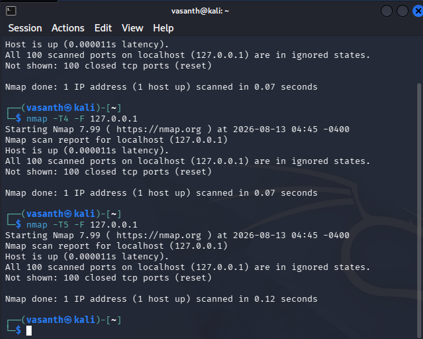 vasanth@kali: ~
Session Actions Edit View Help
Host is up (0.000011s latency).
All 100 scanned ports on localhost (127.0.0.1) are in ignored states.
Not shown: 100 closed tcp ports (reset)
Nmap done: 1 IP address (1 host up) scanned in 0.07 seconds
┌──(vasanth㉿kali)-[~]
└─$ nmap -T4 -F 127.0.0.1
Starting Nmap 7.99 ( https://nmap.org ) at 2026-08-13 04:45 -0400
Nmap scan report for localhost (127.0.0.1)
Host is up (0.000011s latency).
All 100 scanned ports on localhost (127.0.0.1) are in ignored states.
Not shown: 100 closed tcp ports (reset)
Nmap done: 1 IP address (1 host up) scanned in 0.07 seconds
┌──(vasanth㉿kali)-[~]
└─$ nmap -T5 -F 127.0.0.1
Starting Nmap 7.99 ( https://nmap.org ) at 2026-08-13 04:45 -0400
Nmap scan report for localhost (127.0.0.1)
Host is up (0.000011s latency).
All 100 scanned ports on localhost (127.0.0.1) are in ignored states.
Not shown: 100 closed tcp ports (reset)
Nmap done: 1 IP address (1 host up) scanned in 0.12 seconds
┌──(vasanth㉿kali)-[~]
└─$